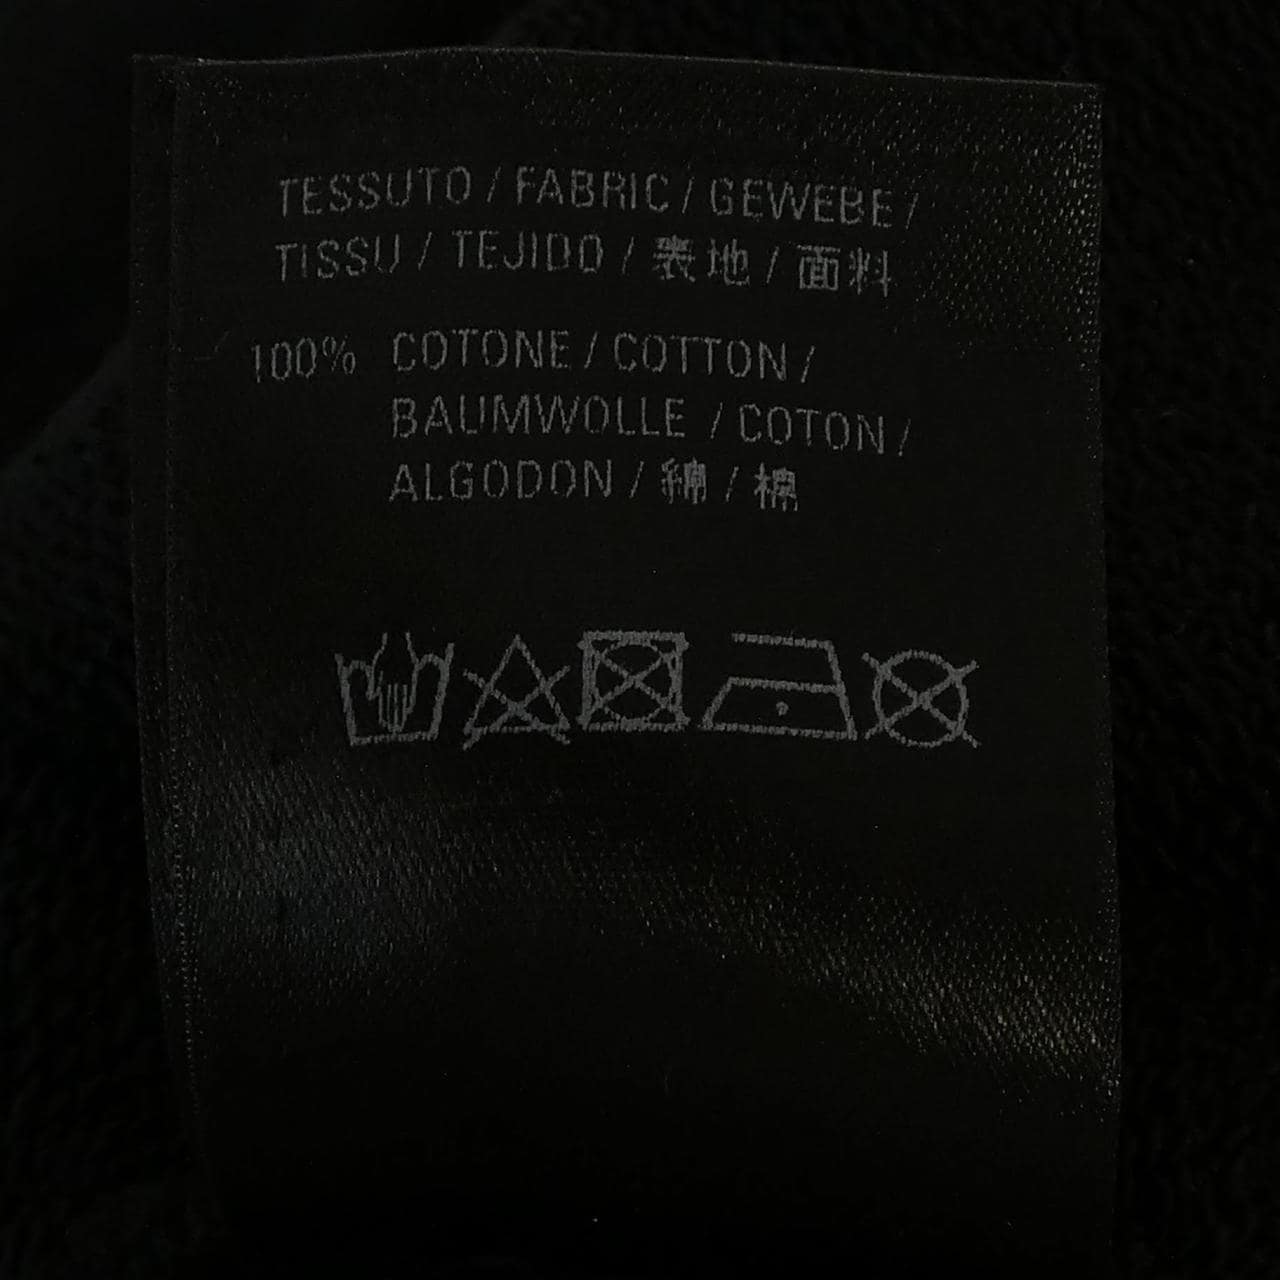 TESSUTO / FABRIC / GEWEBE /
TISSU / TEJIDO / 表地 / 面料
100% COTONE / COTTON /
BAUMWOLLE / COTON /
ALGODON / 綿 / 棉